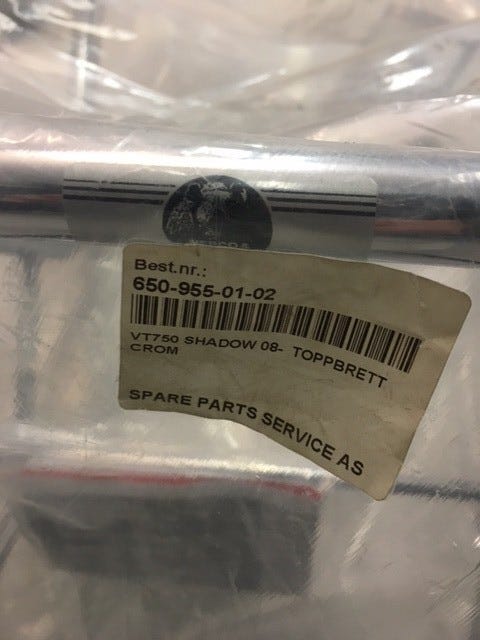 Best.nr.:
650-955-01-02
VT750 SHADOW 08- TOPPBRETT
CROM
SPARE PARTS SERVICE AS